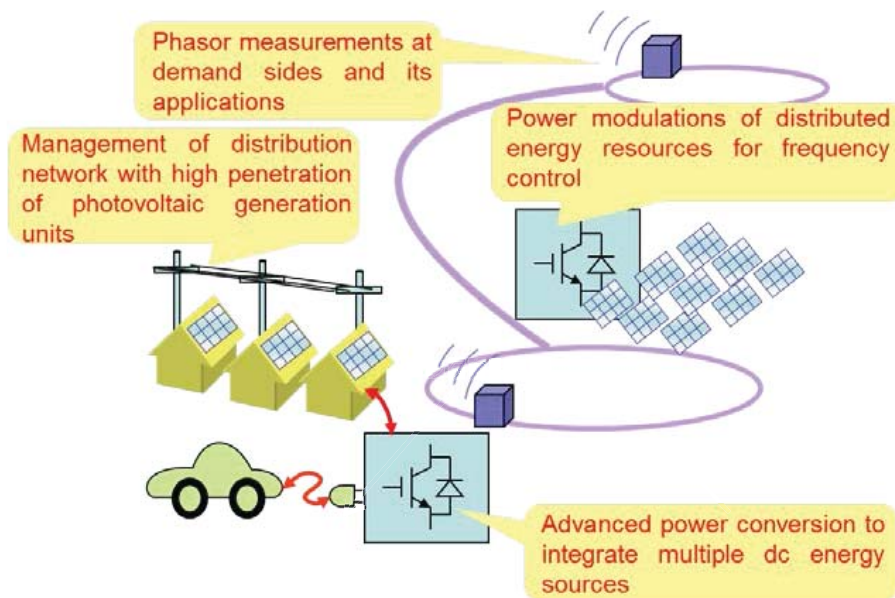 Phasor measurements at
demand sides and its
applications
Management of distribution
network with high penetration
of photovoltaic generation
units
Power modulations of distributed
energy resources for frequency
control
Advanced power conversion to
integrate multiple dc energy
sources